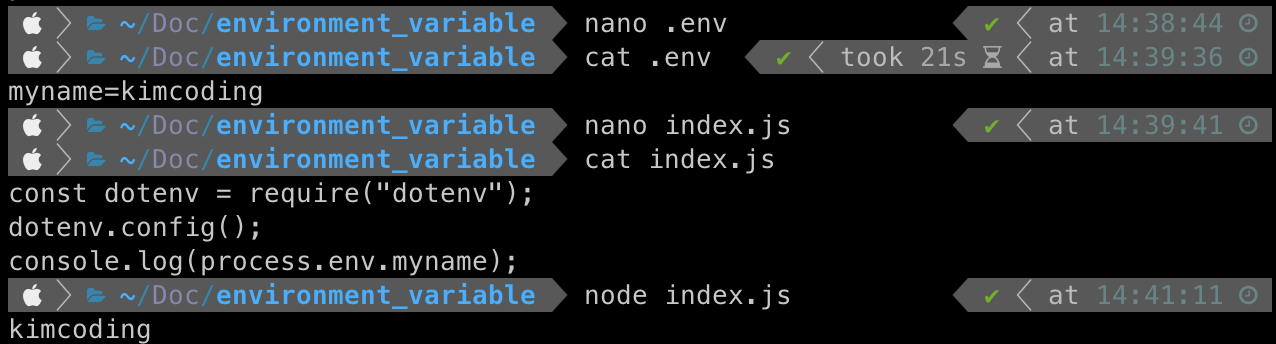 ~/Doc/environment_variable nano .env ✔ at 14:38:44
~/Doc/environment_variable cat .env ✔ took 21s at 14:39:36
myname=kimcoding
~/Doc/environment_variable nano index.js ✔ at 14:39:41
~/Doc/environment_variable cat index.js
const dotenv = require("dotenv");
dotenv.config();
console.log(process.env.myname);
~/Doc/environment_variable node index.js ✔ at 14:41:11
kimcoding